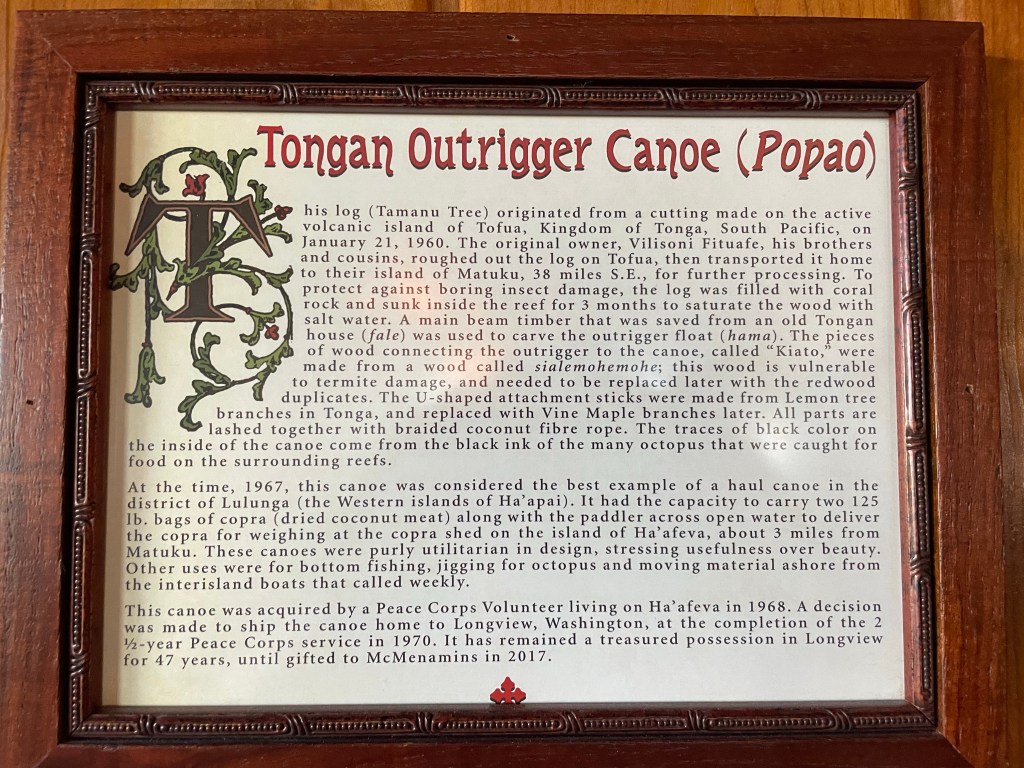 Tongan Outrigger Canoe (Popao)
This log (Tamanu Tree) originated from a cutting made on the active
volcanic island of Tofua, Kingdom of Tonga, South Pacific, on
January 21, 1960. The original owner, Vilisoni Fituafe, his brothers
and cousins, roughed out the log on Tofua, then transported it home
to their island of Matuku, 38 miles S.E., for further processing. To
protect against boring insect damage, the log was filled with coral
rock and sunk inside the reef for 3 months to saturate the wood with
salt water. A main beam timber that was saved from an old Tongan
house (fale) was used to carve the outrigger float (hama). The pieces
of wood connecting the outrigger to the canoe, called “Kiato,” were
made from a wood called sialemohemohe; this wood is vulnerable
to termite damage, and needed to be replaced later with the redwood
duplicates. The U-shaped attachment sticks were made from Lemon tree
branches in Tonga, and replaced with Vine Maple branches later. All parts are
lashed together with braided coconut fibre rope. The traces of black color on
the inside of the canoe come from the black ink of the many octopus that were caught for
food on the surrounding reefs.
At the time, 1967, this canoe was considered the best example of a haul canoe in the
district of Lulunga (the Western islands of Ha’apai). It had the capacity to carry two 125
lb. bags of copra (dried coconut meat) along with the paddler across open water to deliver
the copra for weighing at the copra shed on the island of Ha’afeva, about 3 miles from
Matuku. These canoes were purly utilitarian in design, stressing usefulness over beauty.
Other uses were for bottom fishing, jigging for octopus and moving material ashore from
the interisland boats that called weekly.
This canoe was acquired by a Peace Corps Volunteer living on Ha’afeva in 1968. A decision
was made to ship the canoe home to Longview, Washington, at the completion of the 2
½-year Peace Corps service in 1970. It has remained a treasured possession in Longview
for 47 years, until gifted to McMenamins in 2017.